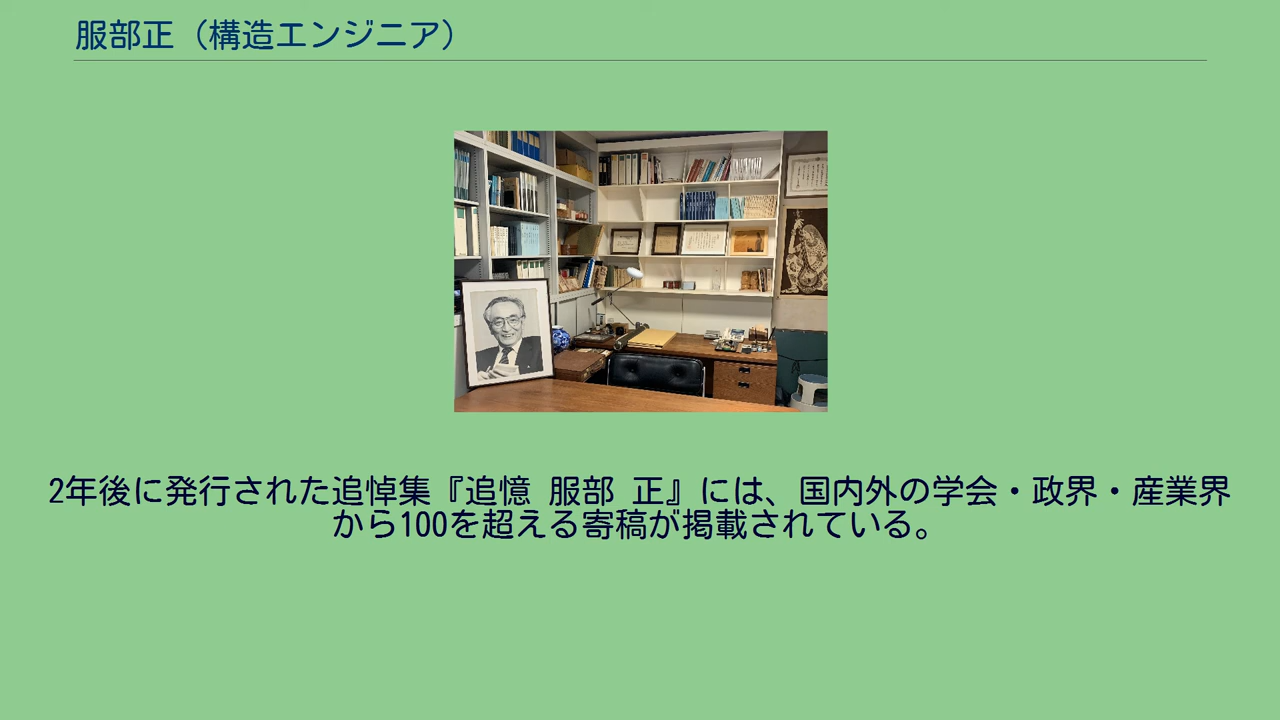 服部正（構造エンジニア）
2年後に発行された追悼集『追憶 服部 正』には、国内外の学会・政界・産業界
から100を超える寄稿が掲載されている。